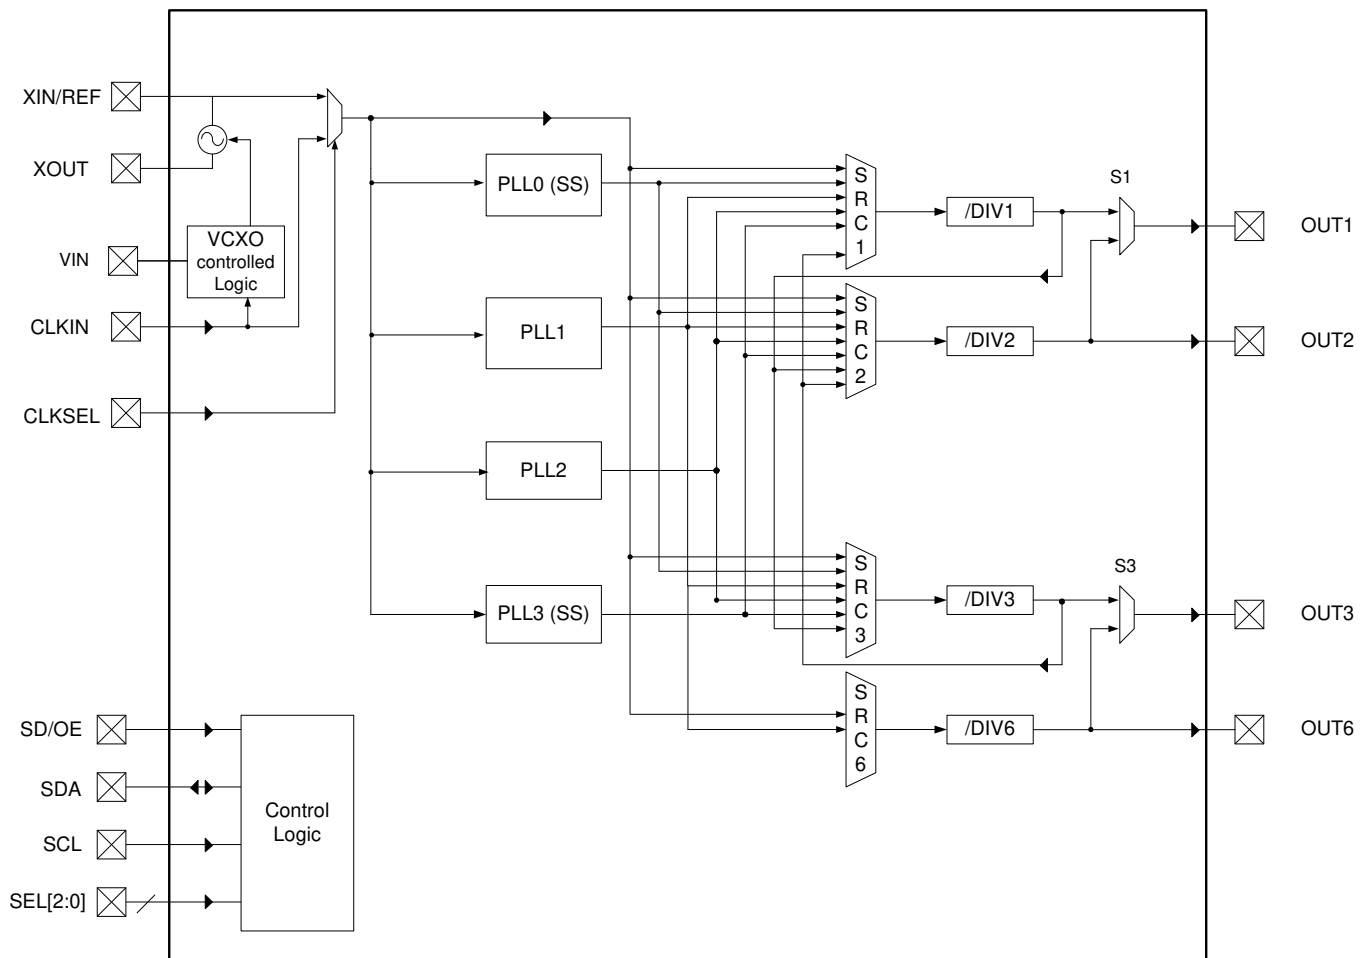 XIN/REF
XOUT
VIN
CLKIN
CLKSEL
VCXO
controlled
Logic
PLL0 (SS)
PLL1
PLL2
PLL3 (SS)
S
R
C
1
S
R
C
2
S
R
C
3
S
R
C
6
/DIV1
/DIV2
/DIV3
/DIV6
S1
S3
OUT1
OUT2
OUT3
OUT6
SD/OE
SDA
SCL
SEL[2:0]
Control
Logic